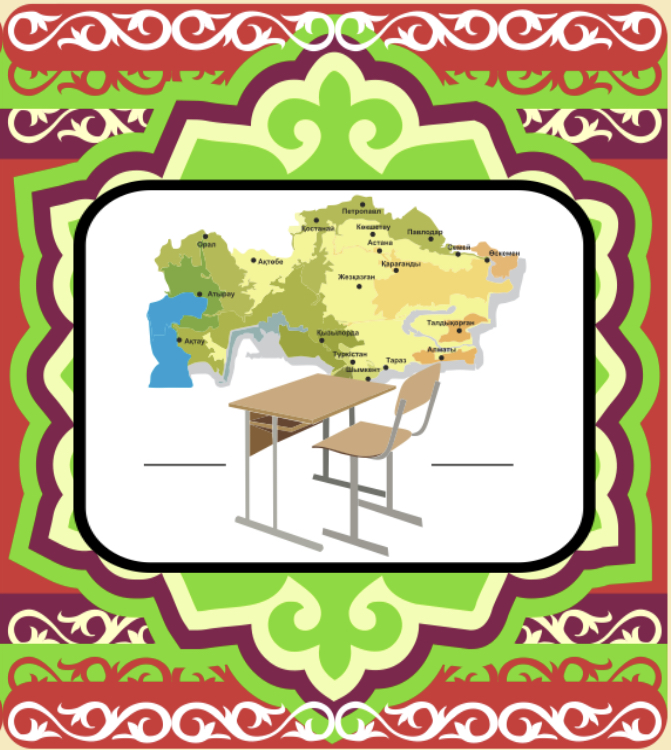 Петропавл
Қостанай
Көкшетау
Павлодар
Астана
Семей
Орал
Өскемен
Ақтөбе
Қарағанды
Жезқазған
Атырау
Талдықорған
Қызылорда
Ақтау
Алматы
Түркістан
Тараз
Шымкент